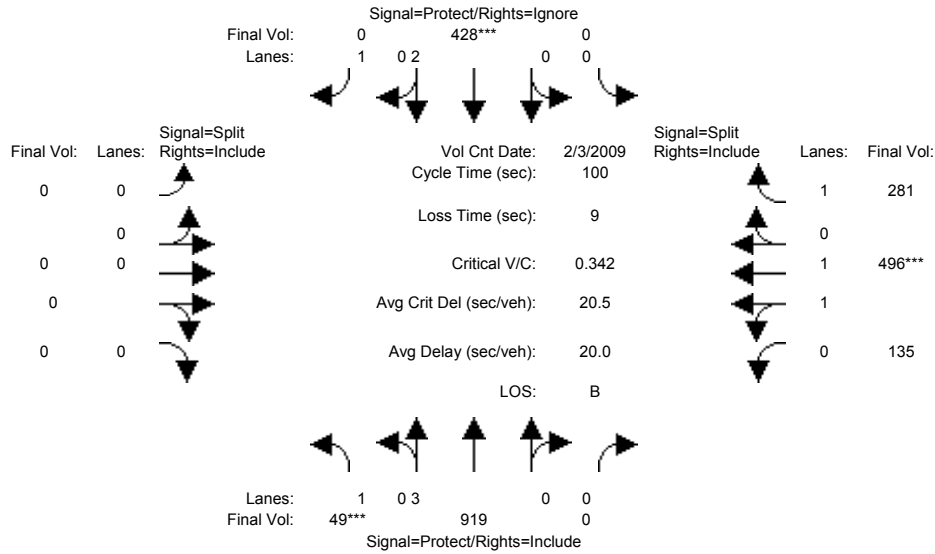 Signal=Protect/Rights=Ignore
Final Vol: 0 428*** 0
Lanes: 1 0 2 0 0
Signal=Split
Final Vol: Lanes: Rights=Include
Vol Cnt Date: 2/3/2009
Signal=Split
Rights=Include Lanes: Final Vol:
Cycle Time (sec): 100
0 0
1 281
Loss Time (sec): 9
0
0
0 0
Critical V/C: 0.342
1 496***
0
Avg Crit Del (sec/veh): 20.5
1
0 0
Avg Delay (sec/veh): 20.0
0 135
LOS: B
Lanes: 1 0 3 0 0
Final Vol: 49*** 919 0
Signal=Protect/Rights=Include